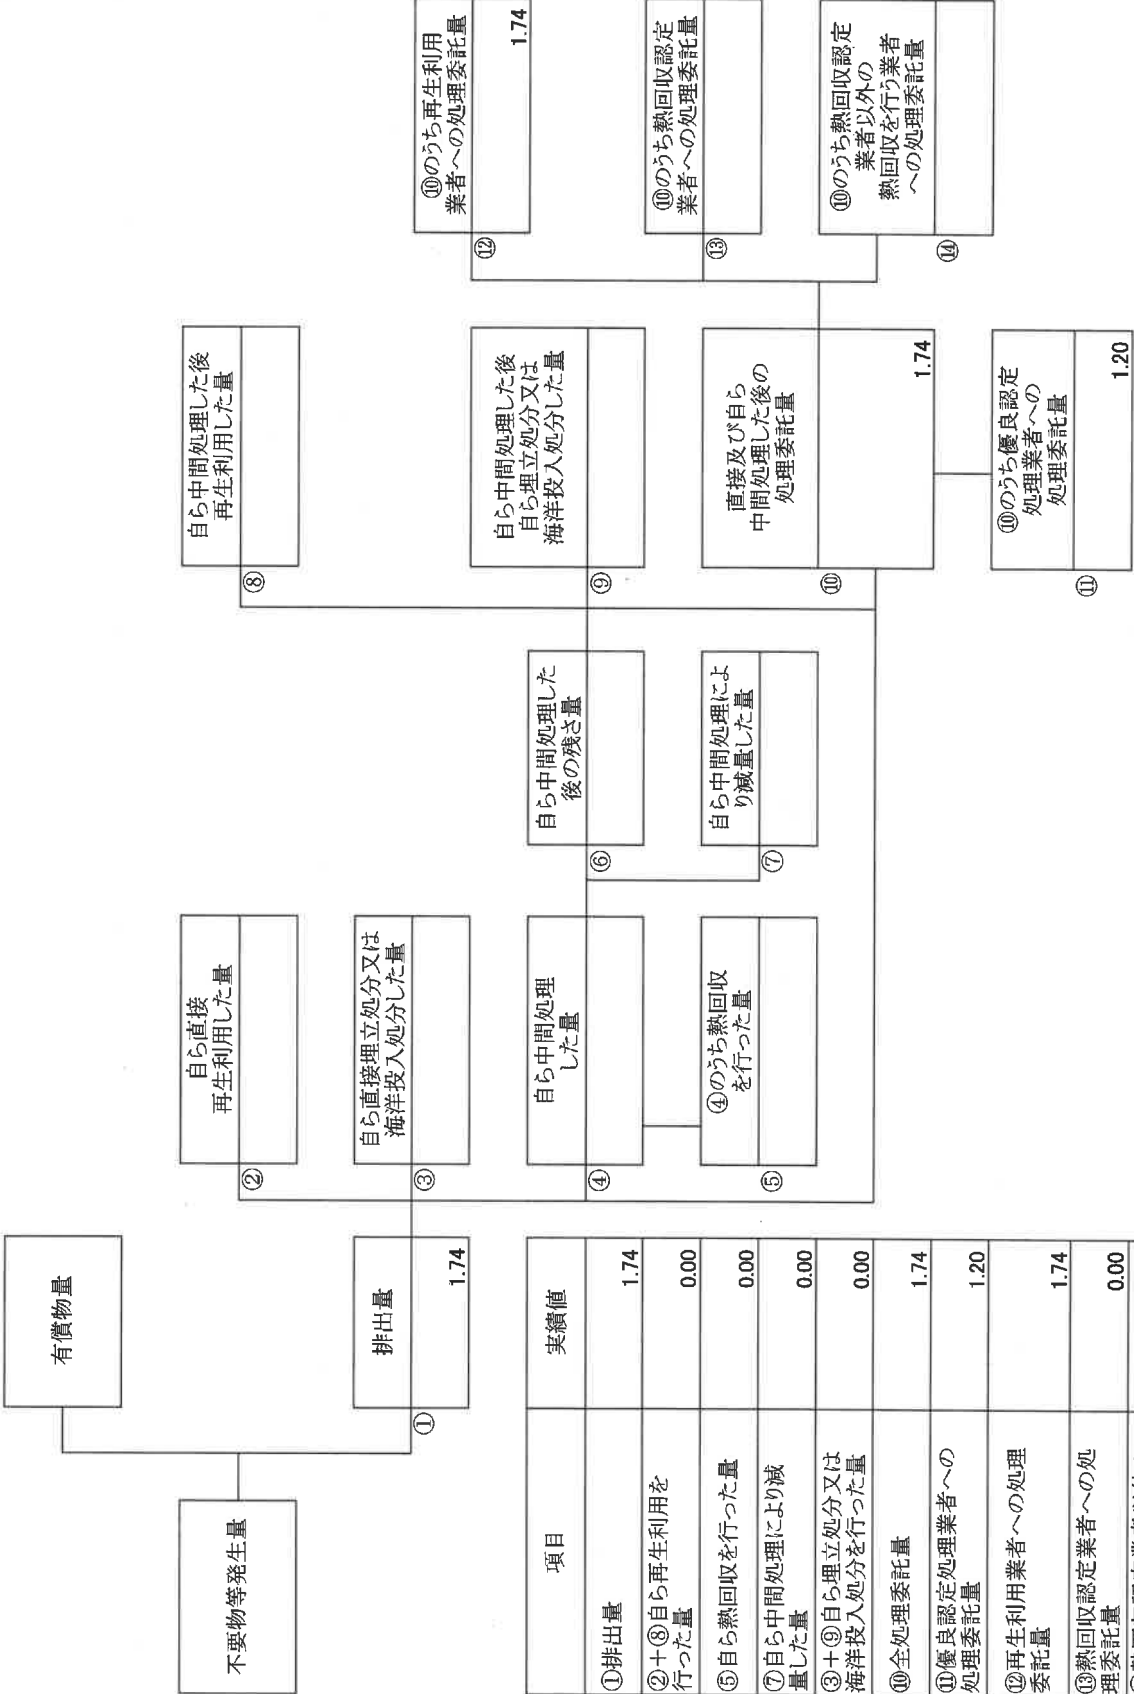 不要物等発生量
有償物量
排出量
①
1.74
自ら直接
再生利用した量
②
自ら直接埋立処分又は
海洋投入処分した量
③
自ら中間処理
した量
④
④のうち熱回収
を行った量
⑤
自ら中間処理した
後の残さ量
⑥
自ら中間処理によ
り減量した量
⑦
自ら中間処理した後
再生利用した量
⑧
自ら中間処理した後
自ら埋立処分又は
海洋投入処分した量
⑨
直接及び自ら
中間処理した後の
処理委託量
⑩
1.74
⑩のうち優良認定
処理業者への
処理委託量
⑪
1.20
⑩のうち再生利用
業者への処理委託量
⑫
1.74
⑩のうち熱回収認定
業者への処理委託量
⑬
⑩のうち熱回収認定
業者以外の
熱回収を行う業者
への処理委託量
⑭
項目 実績値
①排出量 1.74
②+⑧自ら再生利用を
行った量 0.00
⑤自ら熱回収を行った量 0.00
⑦自ら中間処理により減
量した量 0.00
③+⑨自ら埋立処分又は
海洋投入処分を行った量 0.00
⑩全処理委託量 1.74
⑪優良認定処理業者への
処理委託量 1.20
⑫再生利用業者への処理
委託量 1.74
⑬熱回収認定業者への処
理委託量 0.00